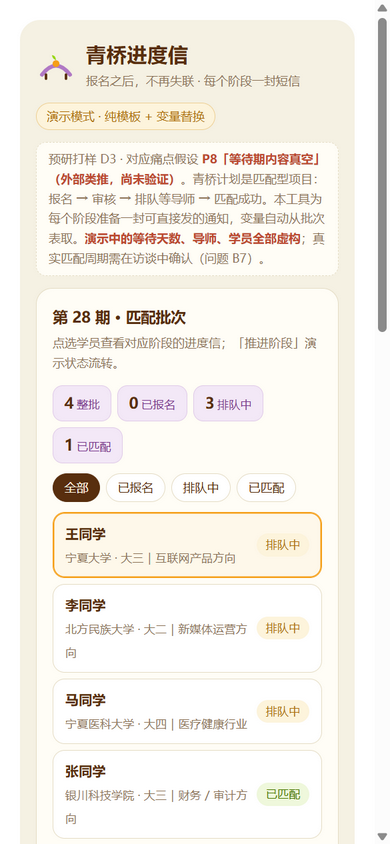 青桥进度信
报名之后，不再失联 · 每个阶段一封短信
演示模式 · 纯模板 + 变量替换
预研打样 D3 · 对应痛点假设 P8「等待期内容真空」
（外部类推，尚未验证）。青桥计划是匹配型项目：
报名 → 审核 → 排队等导师 → 匹配成功。本工具为
每个阶段准备一封可直接发的通知，变量自动从批次
表取。演示中的等待天数、导师、学员全部虚构；真
实匹配周期需在访谈中确认（问题 B7）。
第 28 期 · 匹配批次
点选学员查看对应阶段的进度信；「推进阶段」演
示状态流转。
4 整批 0 已报名 3 排队中
1 已匹配
全部 已报名 排队中 已匹配
王同学
宁夏大学 · 大三｜互联网产品方向
排队中
李同学
北方民族大学 · 大二｜新媒体运营方
向
排队中
马同学
宁夏医科大学 · 大四｜医疗健康行业
排队中
张同学
银川科技学院 · 大三｜财务 / 审计方
向
已匹配